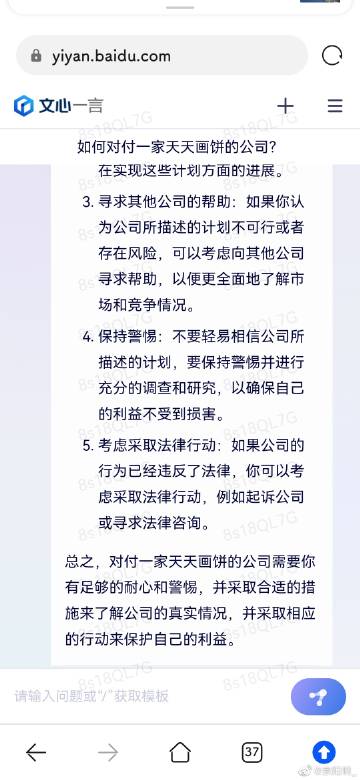 yiyan.baidu.com
文心一言
如何对付一家天天画饼的公司?
在实现这些计划方面的进展。
3. 寻求其他公司的帮助：如果你认
为公司所描述的计划不可行或者
存在风险，可以考虑向其他公司
寻求帮助，以便更全面地了解市
场和竞争情况。
4. 保持警惕：不要轻易相信公司所
描述的计划，要保持警惕并进行
充分的调查和研究，以确保自己
的利益不受到损害。
5. 考虑采取法律行动：如果公司的
行为已经违反了法律，你可以考
虑采取法律行动，例如起诉公司
或寻求法律咨询。
总之，对付一家天天画饼的公司需要你
有足够的耐心和警惕，并采取合适的措
施来了解公司的真实情况，并采取相应
的行动来保护自己的利益。
请输入问题或“/”获取模板
37
8s18QL7G